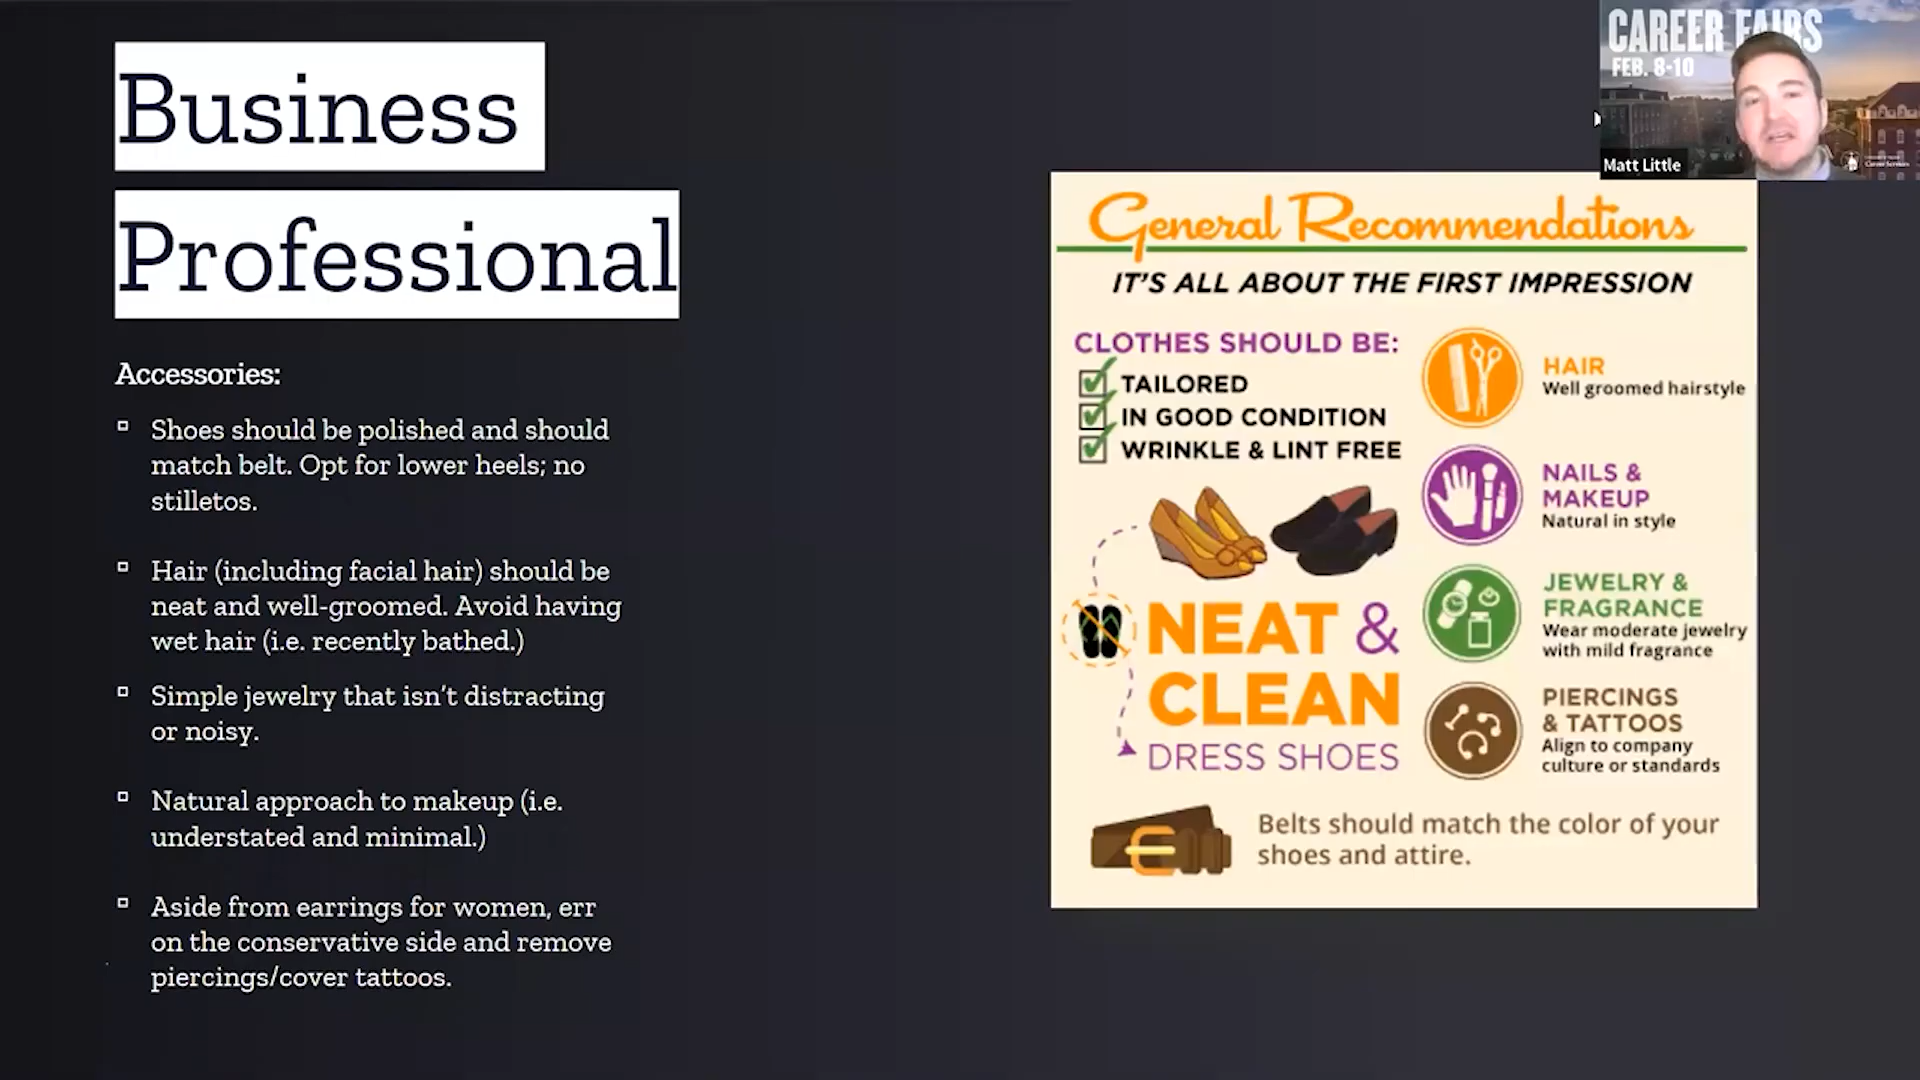 Business
Professional
Accessories:
Shoes should be polished and should
match belt. Opt for lower heels; no
stilletos.
Hair (including facial hair) should be
neat and well-groomed. Avoid having
wet hair (i.e. recently bathed.)
Simple jewelry that isn't distracting
or noisy.
Natural approach to makeup (i.e.
understated and minimal.)
Aside from earrings for women, err
on the conservative side and remove
piercings/cover tattoos.
General Recommendations
IT'S ALL ABOUT THE FIRST IMPRESSION
CLOTHES SHOULD BE:
TAILORED
IN GOOD CONDITION
WRINKLE & LINT FREE
NEAT &
CLEAN
DRESS SHOES
HAIR
Well groomed hairstyle
NAILS &
MAKEUP
Natural in style
JEWELRY &
FRAGRANCE
Wear moderate jewelry
with mild fragrance
PIERCINGS
& TATTOOS
Align to company
culture or standards
Belts should match the color of your
shoes and attire.
CAREER FAIRS
FEB. 8-10
Matt Little
Career Services